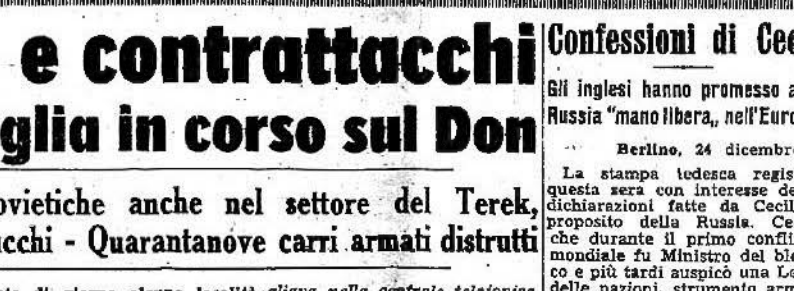 e contrattacchi
glia in corso sul Don
ovietiche anche nel settore del Terek,
cchi - Quarantanove carri armati distrutti
Confessioni di Cec
Gli inglesi hanno promesso a
Russia "mano libera„ nell'Euro
Berlino, 24 dicembre
La stampa tedesca regis
questa sera con interesse de
dichiarazioni fatte da Cecil
proposito della Russia. Ce
che durante il primo confli
mondiale fu Ministro del blo
co e più tardi auspicò una Le
delle nazioni, strumento arm